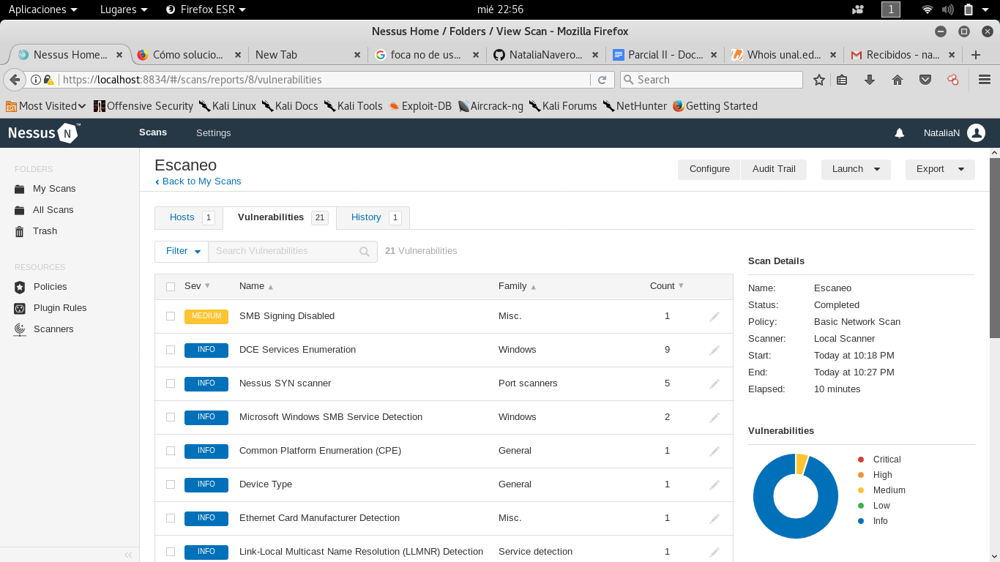 Aplicaciones Lugares Firefox ESR mié 22:56 1
Nessus Home / Folders / View Scan - Mozilla Firefox
Nessus Home... Cómo solucio... New Tab foca no de us... NataliaNavero... Parcial II - Doc... Whois unal.ed... Recibidos - na...
https://localhost:8834/#/scans/reports/8/vulnerabilities Search
Most Visited Offensive Security Kali Linux Kali Docs Kali Tools Exploit-DB Aircrack-ng Kali Forums NetHunter Getting Started
Nessus N ™ Scans Settings NataliaN
FOLDERS
My Scans
All Scans
Trash
RESOURCES
Policies
Plugin Rules
Scanners
Escaneo
Back to My Scans
Configure Audit Trail Launch Export
Hosts 1 Vulnerabilities 21 History 1
Filter Search Vulnerabilities 21 Vulnerabilities
Sev Name Family Count
MEDIUM SMB Signing Disabled Misc. 1
INFO DCE Services Enumeration Windows 9
INFO Nessus SYN scanner Port scanners 5
INFO Microsoft Windows SMB Service Detection Windows 2
INFO Common Platform Enumeration (CPE) General 1
INFO Device Type General 1
INFO Ethernet Card Manufacturer Detection Misc. 1
INFO Link-Local Multicast Name Resolution (LLMNR) Detection Service detection 1
Scan Details
Name: Escaneo
Status: Completed
Policy: Basic Network Scan
Scanner: Local Scanner
Start: Today at 10:18 PM
End: Today at 10:27 PM
Elapsed: 10 minutes
Vulnerabilities
Critical
High
Medium
Low
Info